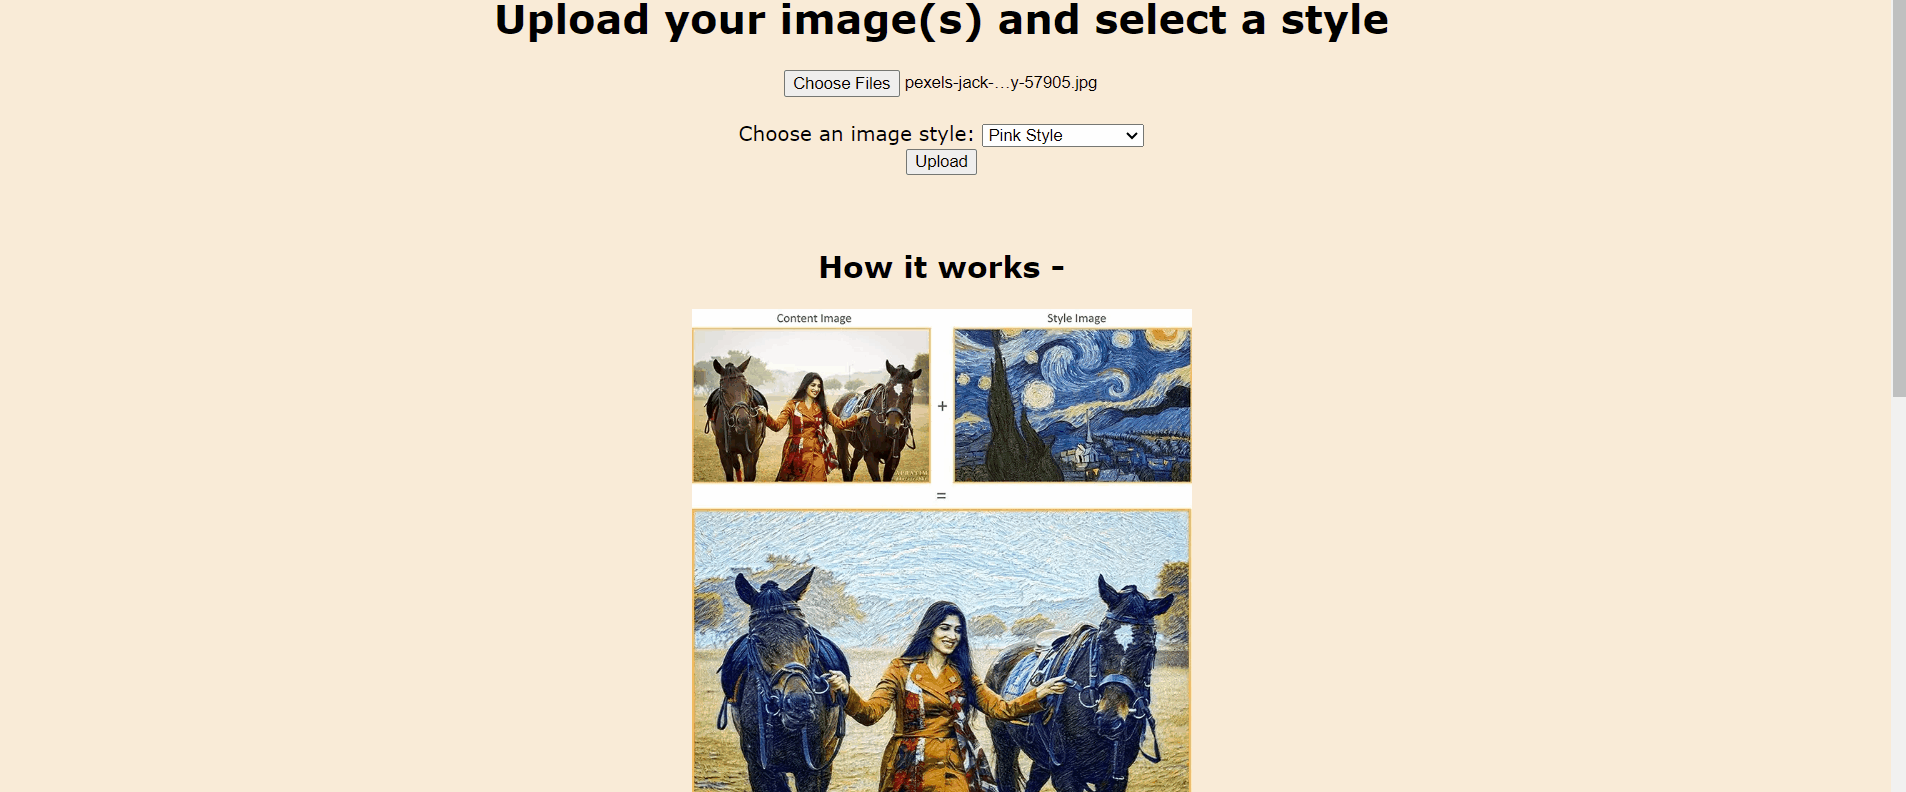 Upload your image(s) and select a style
Choose Files pexels-jack-...y-57905.jpg
Choose an image style: Pink Style
Upload
How it works -
Content Image Style Image
+
=